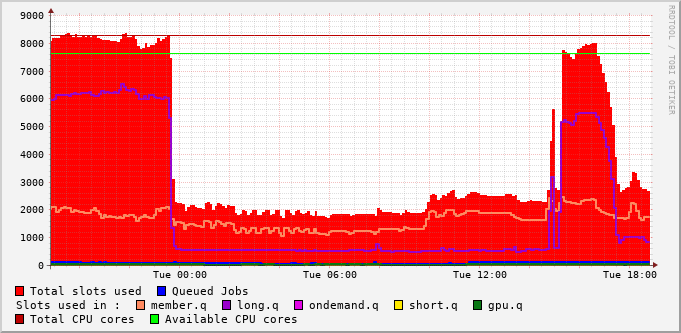 RRDTOOL / TOBI OETIKER
9000
8000
7000
6000
5000
4000
3000
2000
1000
0
Tue 00:00 Tue 06:00 Tue 12:00 Tue 18:00
Total slots used Queued Jobs
Slots used in : member.q long.q ondemand.q short.q gpu.q
Total CPU cores Available CPU cores